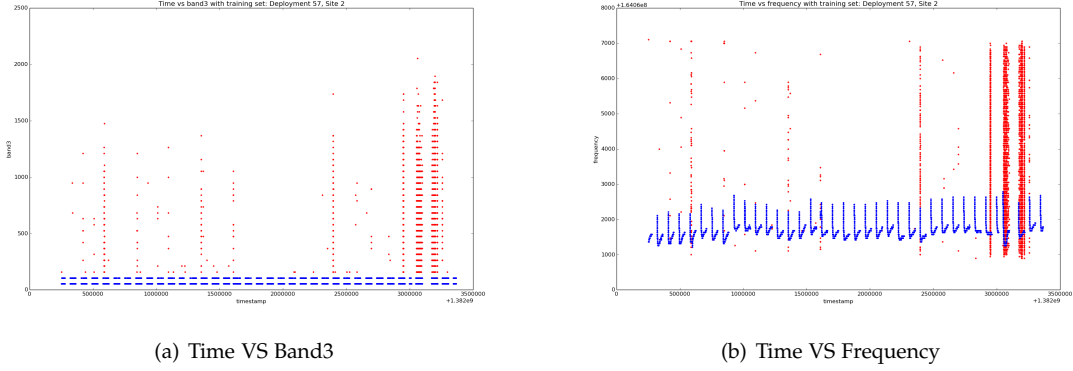 Time vs band3 with training set: Deployment 57, Site 2
2500
2000
1500
1000
500
0
band3
0
500000
1000000
1500000
2000000
2500000
3000000
3500000
+1.382e9
timestamp
(a) Time VS Band3
Time vs frequency with training set: Deployment 57, Site 2
+1.6406e8
8000
7000
6000
5000
4000
3000
2000
1000
0
frequency
0
500000
1000000
1500000
2000000
2500000
3000000
3500000
+1.382e9
timestamp
(b) Time VS Frequency